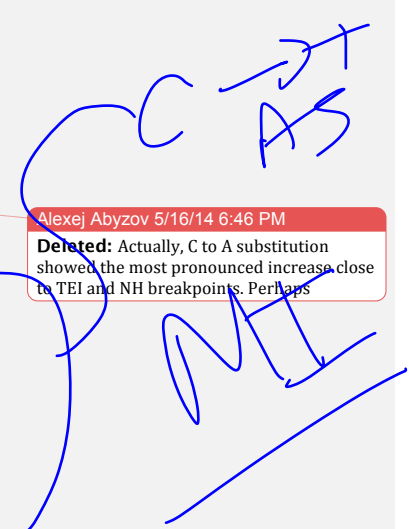 C → T
AS
Alexej Abyzov 5/16/14 6:46 PM
Deleted: Actually, C to A substitution
showed the most pronounced increase close
to TEI and NH breakpoints. Perhaps